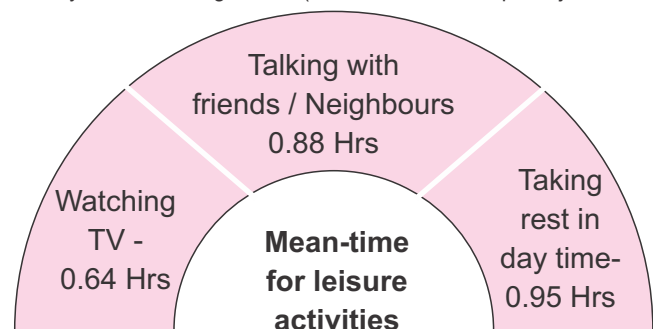 Talking with
friends / Neighbours
0.88 Hrs
Watching
TV -
0.64 Hrs
Mean-time
for leisure
activities
Taking
rest in
day time-
0.95 Hrs